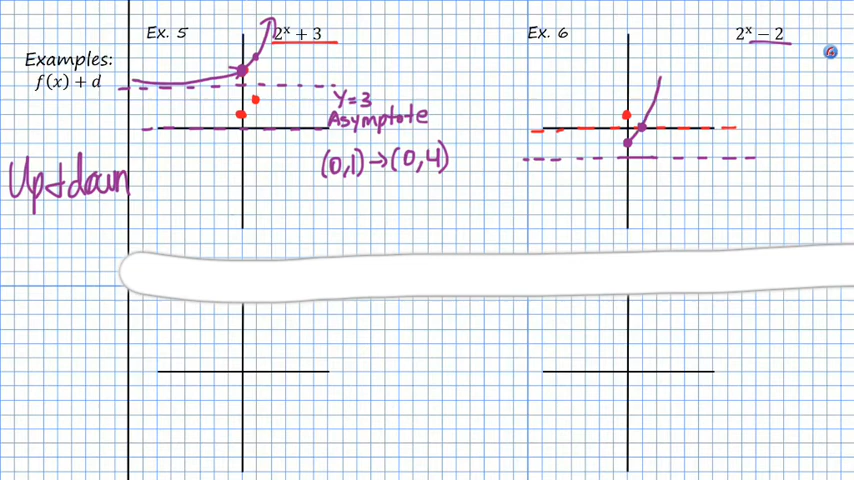 Ex. 5
2ˣ + 3
Ex. 6
2ˣ − 2
Examples:
f(x) + d
Y=3
Asymptote
(0,1)→(0,4)
Up+down